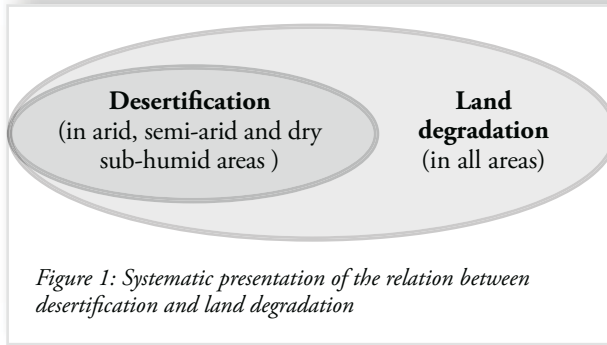 Desertification
(in arid, semi-arid and dry
sub-humid areas )
Land
degradation
(in all areas)
Figure 1: Systematic presentation of the relation between
desertification and land degradation